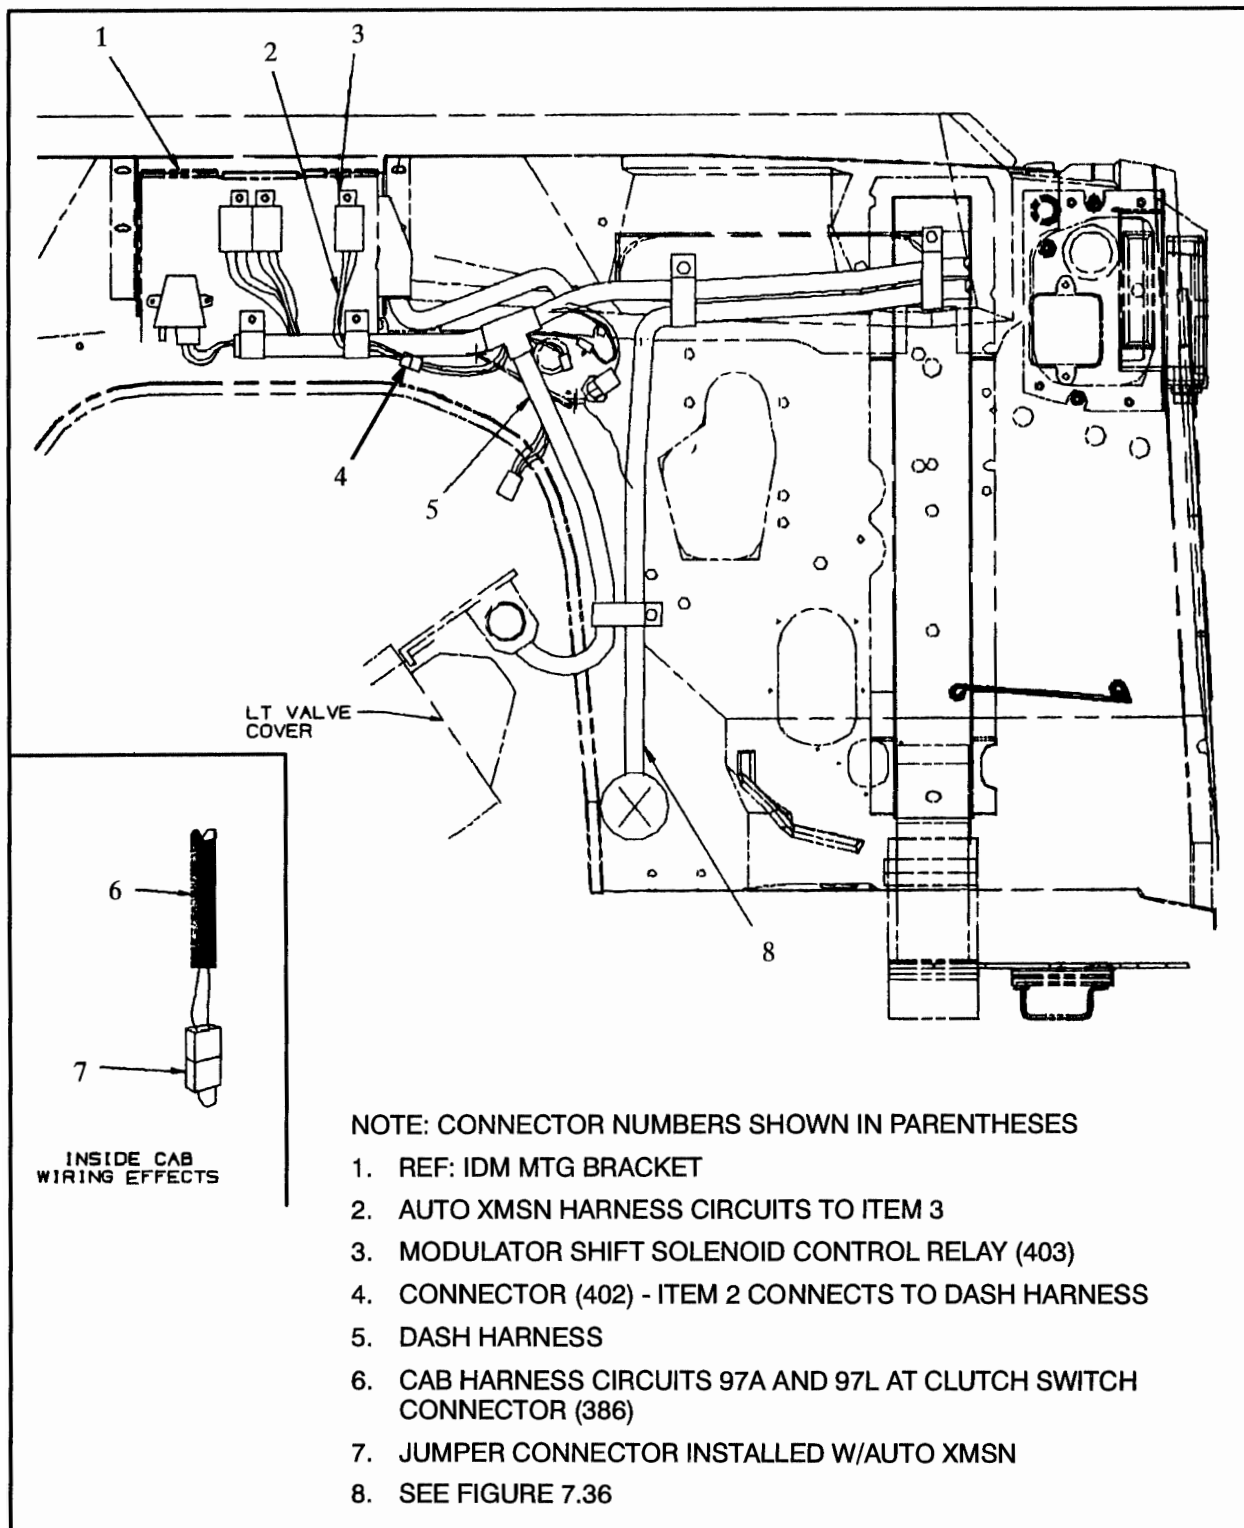 1
2
3
4
5
LT VALVE
COVER
6
7
8
INSIDE CAB
WIRING EFFECTS
NOTE: CONNECTOR NUMBERS SHOWN IN PARENTHESES
1. REF: IDM MTG BRACKET
2. AUTO XMSN HARNESS CIRCUITS TO ITEM 3
3. MODULATOR SHIFT SOLENOID CONTROL RELAY (403)
4. CONNECTOR (402) - ITEM 2 CONNECTS TO DASH HARNESS
5. DASH HARNESS
6. CAB HARNESS CIRCUITS 97A AND 97L AT CLUTCH SWITCH
CONNECTOR (386)
7. JUMPER CONNECTOR INSTALLED W/AUTO XMSN
8. SEE FIGURE 7.36